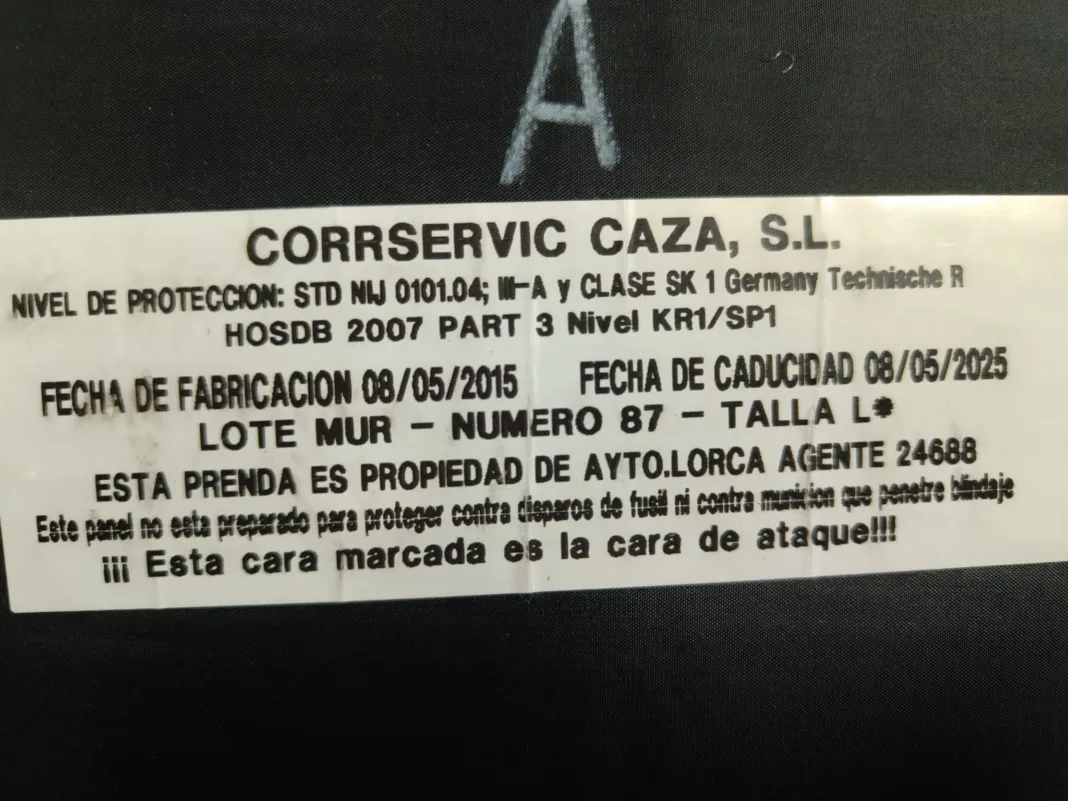 A
CORRSERVIC CAZA, S.L.
NIVEL DE PROTECCION: STD NIJ 0101.04; III-A y CLASE SK 1 Germany Technische R
HOSDB 2007 PART 3 Nivel KR1/SP1
FECHA DE FABRICACION 08/05/2015 FECHA DE CADUCIDAD 08/05/2025
LOTE MUR - NUMERO 87 - TALLA L*
ESTA PRENDA ES PROPIEDAD DE AYTO.LORCA AGENTE 24688
Este panel no esta preparado para proteger contra disparos de fusil ni contra municion que penetre blindaje
¡¡¡ Esta cara marcada es la cara de ataque!!!